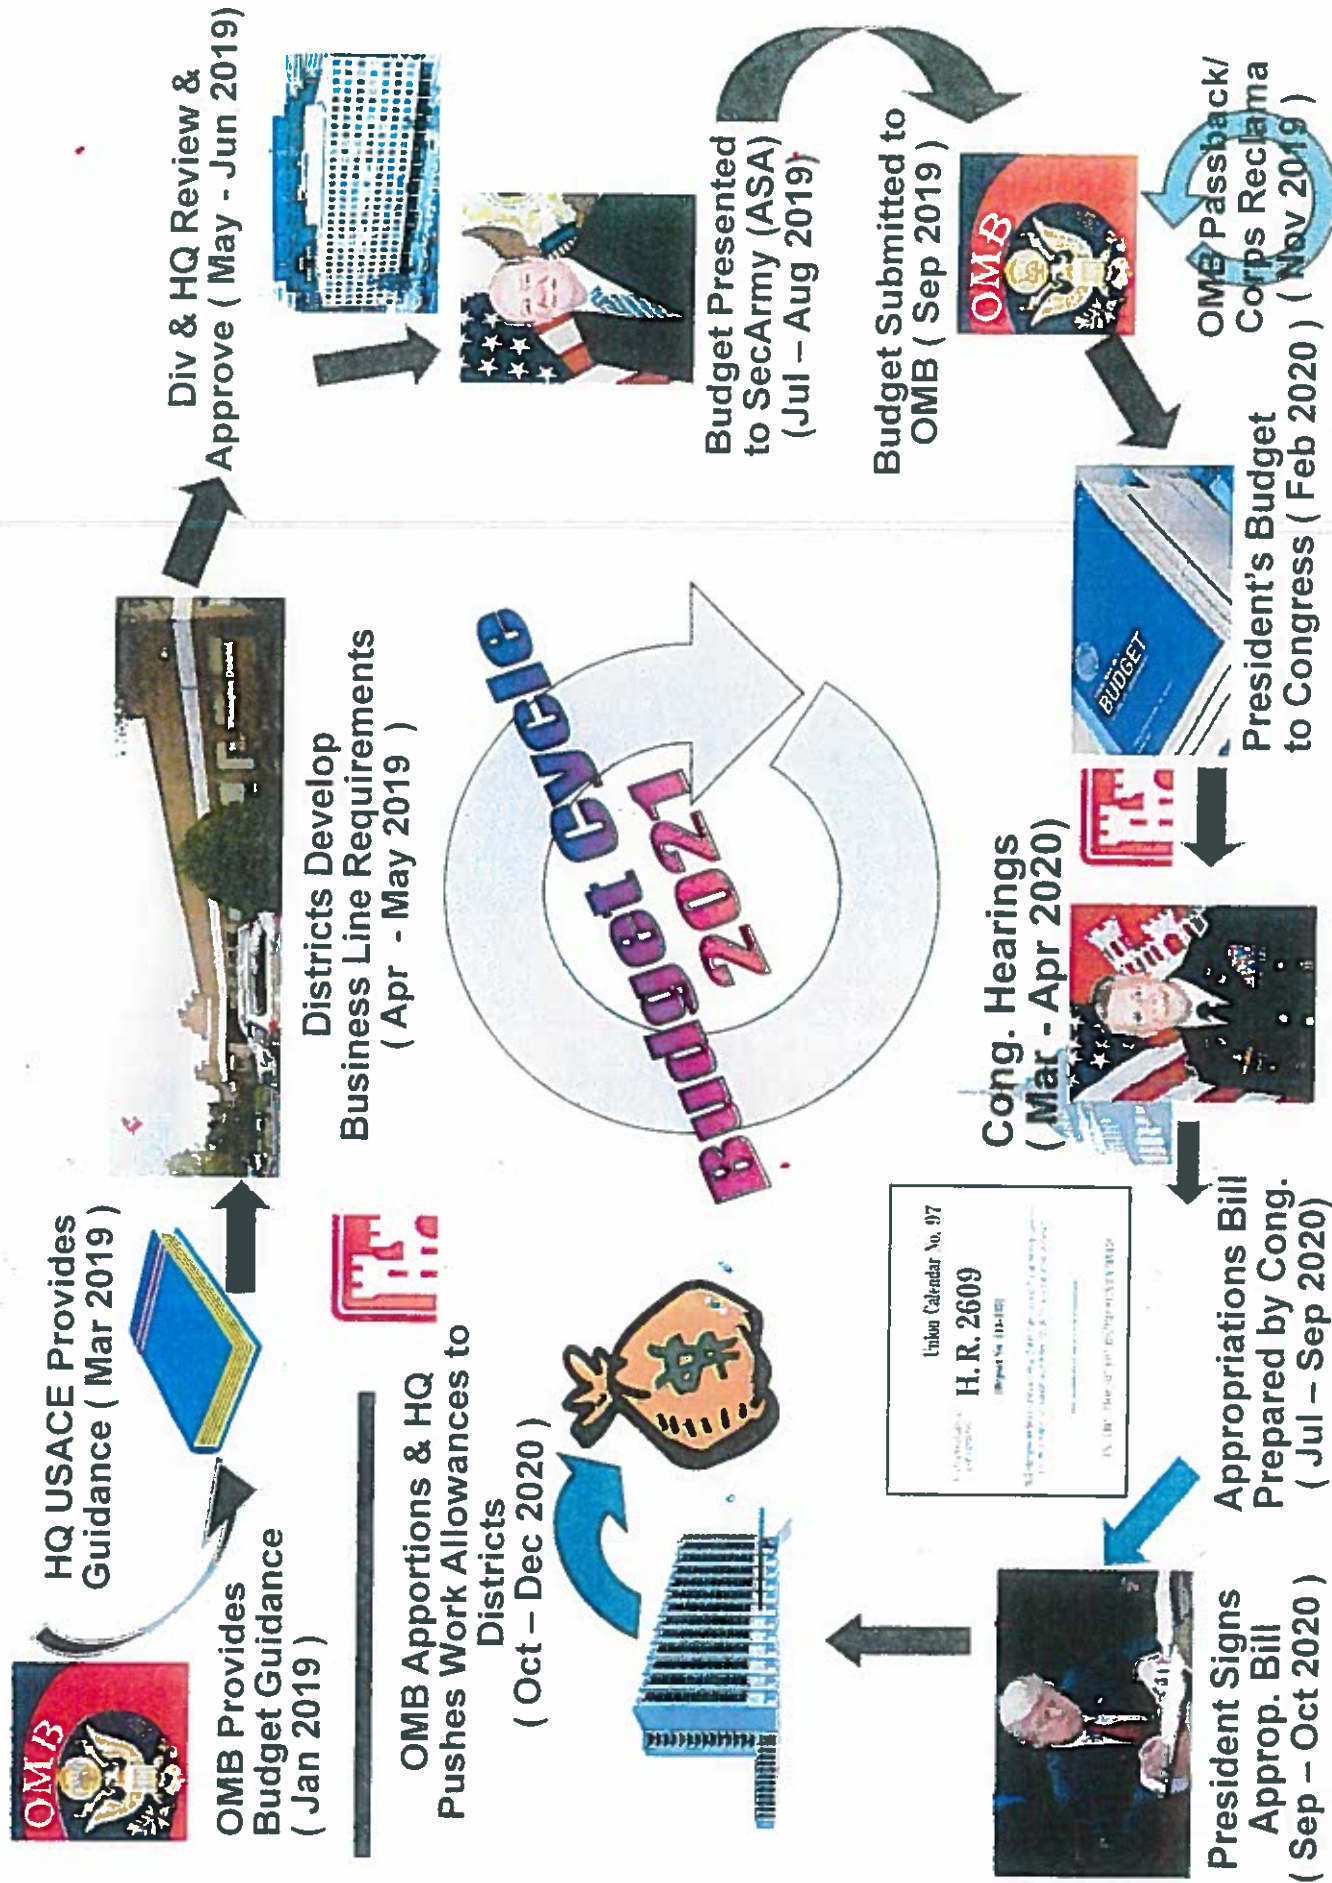 OMB
OMB Provides
Budget Guidance
( Jan 2019 )
HQ USACE Provides
Guidance ( Mar 2019 )
Districts Develop
Business Line Requirements
( Apr - May 2019 )
Div & HQ Review &
Approve ( May - Jun 2019)
Budget Presented
to SecArmy (ASA)
(Jul – Aug 2019)
Budget Submitted to
OMB ( Sep 2019 )
OMB
OMB Passback/
Corps Reclama
( Nov 2019 )
BUDGET
President's Budget
to Congress ( Feb 2020 )
Cong. Hearings
( Mar - Apr 2020)
Union Calendar No. 97
H. R. 2609
Appropriations Bill
Prepared by Cong.
( Jul – Sep 2020)
President Signs
Approp. Bill
( Sep – Oct 2020 )
OMB Apportions & HQ
Pushes Work Allowances to
Districts
( Oct – Dec 2020 )
$
Budget Cycle
2021